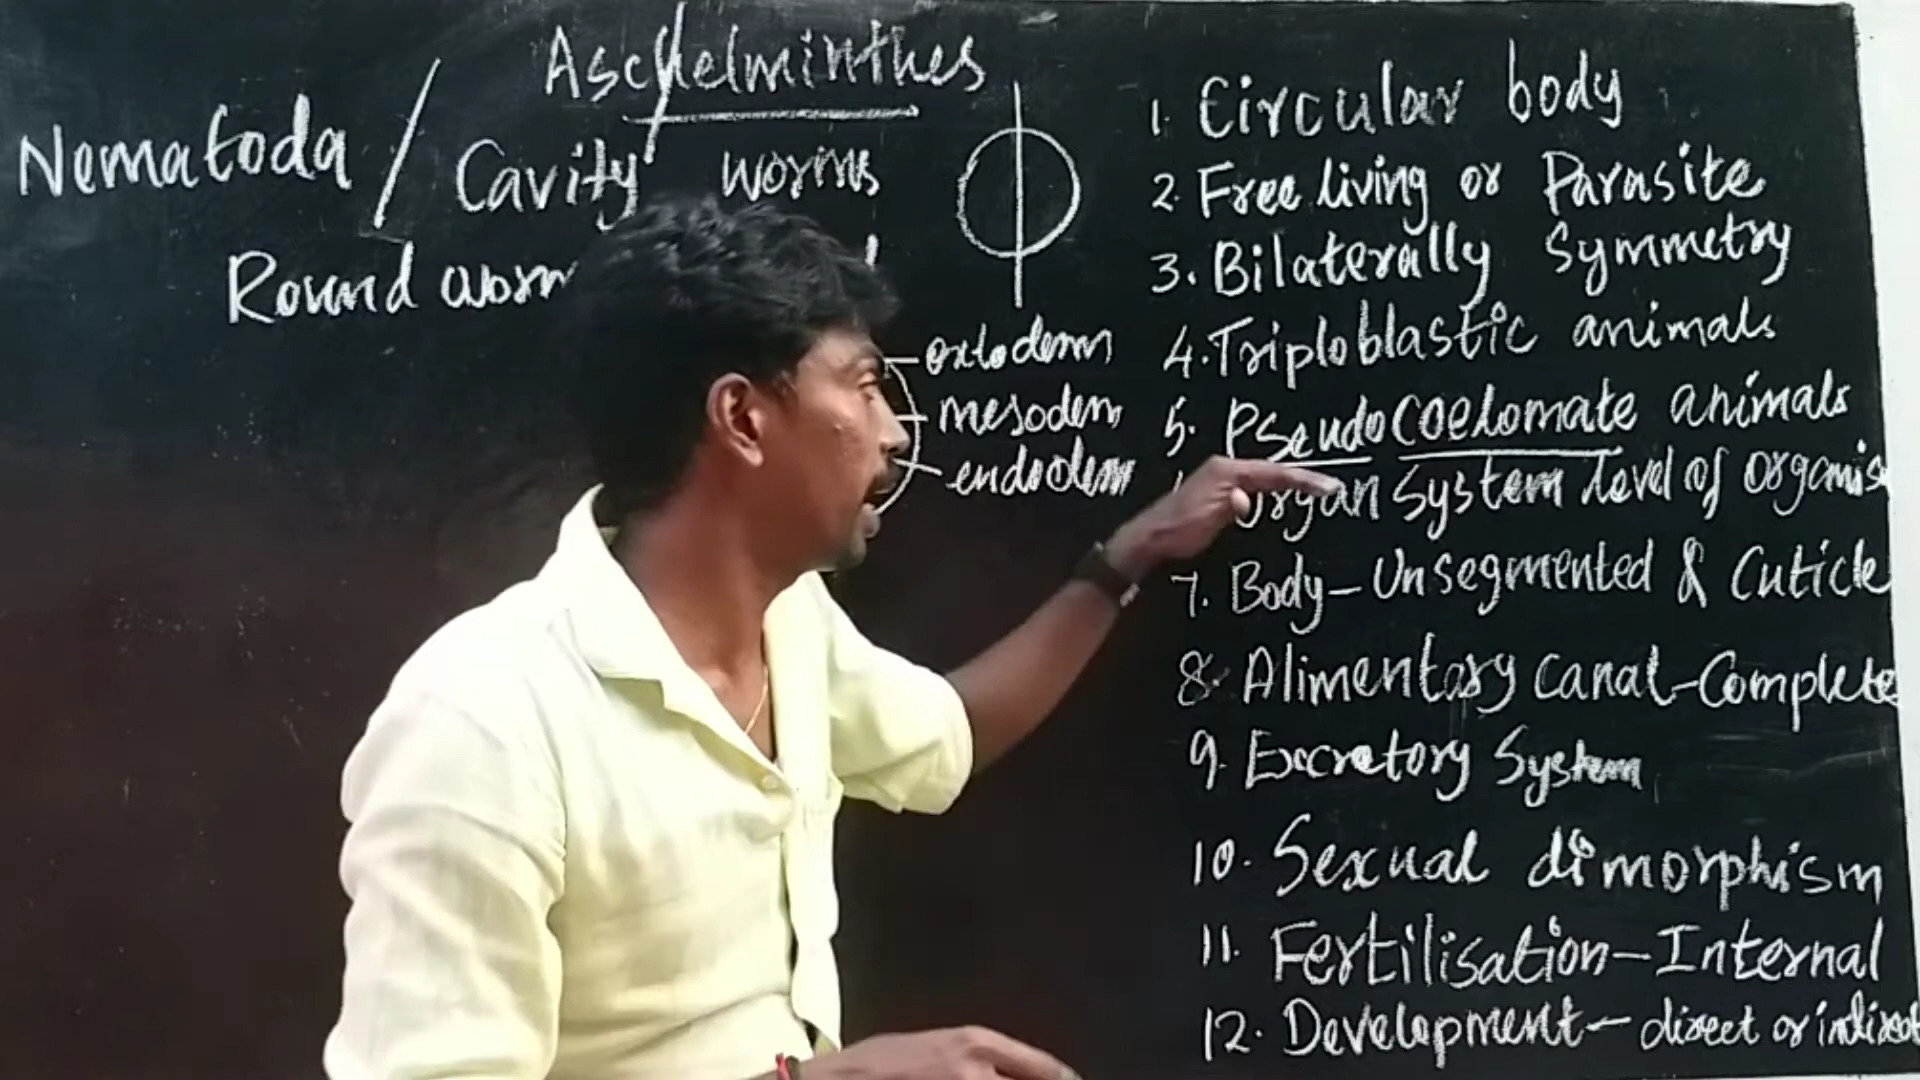 Aschelminthes
Nematoda / Cavity worms
Round worm
ectoderm
mesoderm
endoderm
1. Circular body
2. Free living or Parasite
3. Bilaterally Symmetry
4. Triploblastic animals
5. Pseudocoelomate animals
Organ System level of organis
7. Body - Unsegmented & Cuticle
8. Alimentary canal - Complete
9. Excretory System
10. Sexual dimorphism
11. Fertilisation - Internal
12. Development - direct or indirect